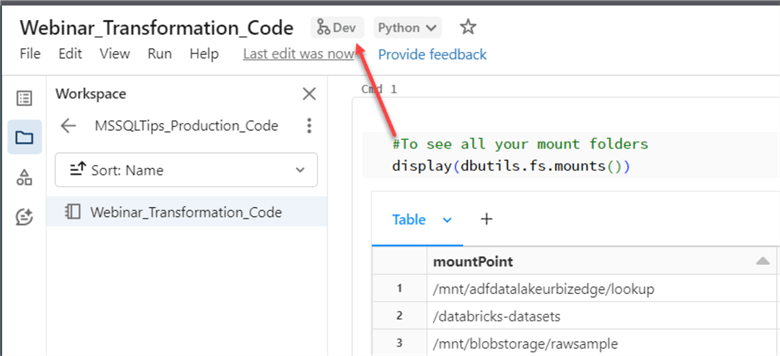 Webinar_Transformation_Code Dev Python
File Edit View Run Help Last edit was now Provide feedback
Workspace
MSSQLTips_Production_Code
Sort: Name
Webinar_Transformation_Code
Cmd 1
#To see all your mount folders
display(dbutils.fs.mounts())
Table +
mountPoint
1 /mnt/adfdatalakeurbizedge/lookup
2 /databricks-datasets
3 /mnt/blobstorage/rawsample